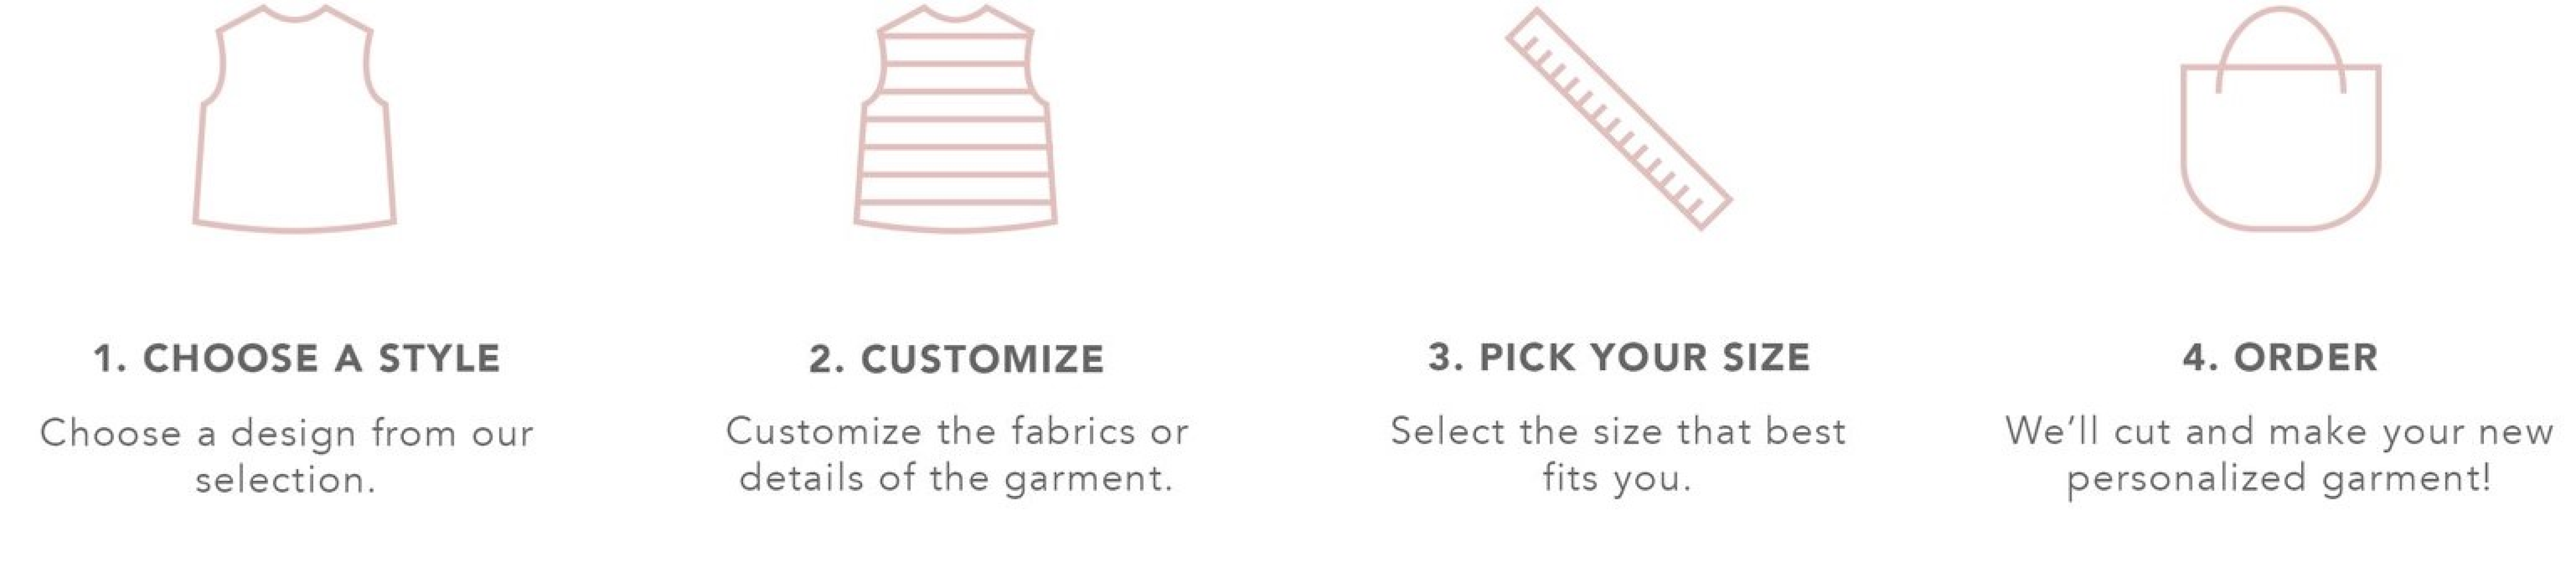 1. CHOOSE A STYLE
Choose a design from our
selection.
2. CUSTOMIZE
Customize the fabrics or
details of the garment.
3. PICK YOUR SIZE
Select the size that best
fits you.
4. ORDER
We’ll cut and make your new
personalized garment!